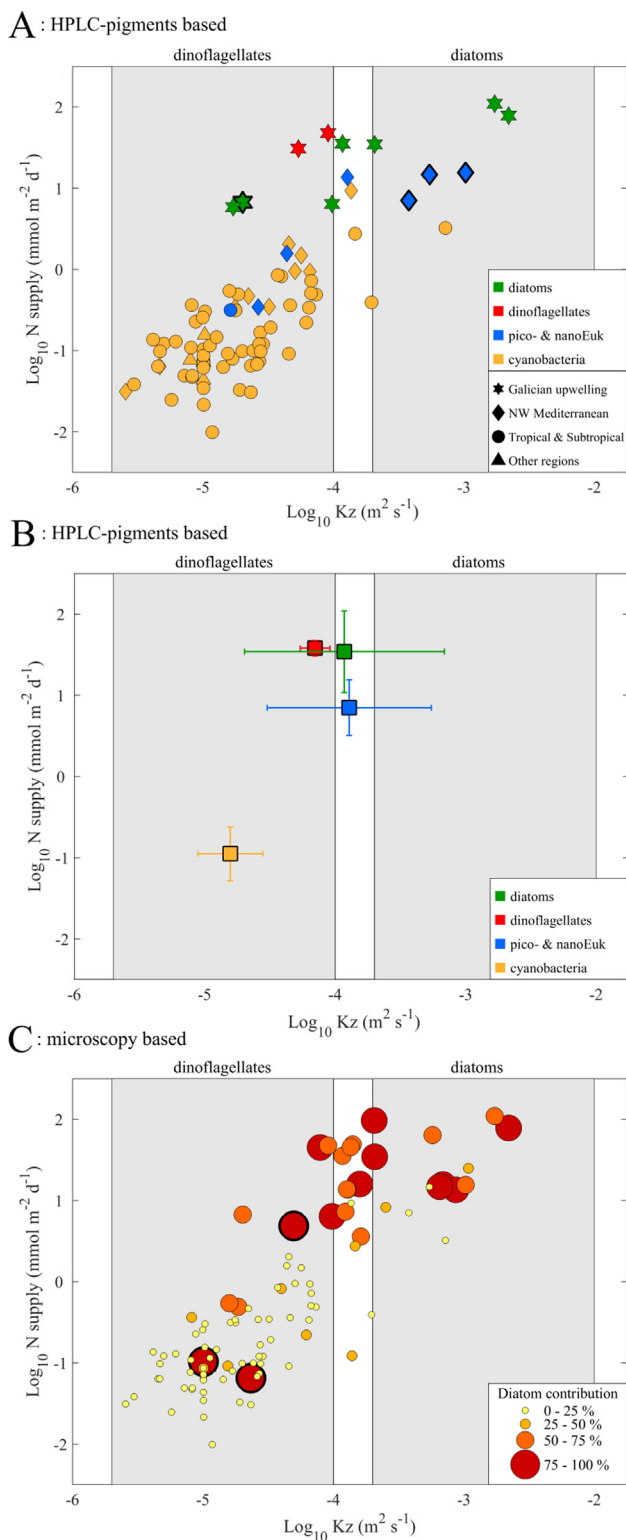 A : HPLC-pigments based
dinoflagellates diatoms
2
1
0
-1
-2
Log10 N supply (mmol m-2 d-1)
diatoms
dinoflagellates
pico- & nanoEuk
cyanobacteria
Galician upwelling
NW Mediterranean
Tropical & Subtropical
Other regions
-6 -5 -4 -3 -2
Log10 Kz (m2 s-1)
B : HPLC-pigments based
dinoflagellates diatoms
2
1
0
-1
-2
Log10 N supply (mmol m-2 d-1)
diatoms
dinoflagellates
pico- & nanoEuk
cyanobacteria
-6 -5 -4 -3 -2
Log10 Kz (m2 s-1)
C : microscopy based
dinoflagellates diatoms
2
1
0
-1
-2
Log10 N supply (mmol m-2 d-1)
Diatom contribution
0 - 25 %
25 - 50 %
50 - 75 %
75 - 100 %
-6 -5 -4 -3 -2
Log10 Kz (m2 s-1)